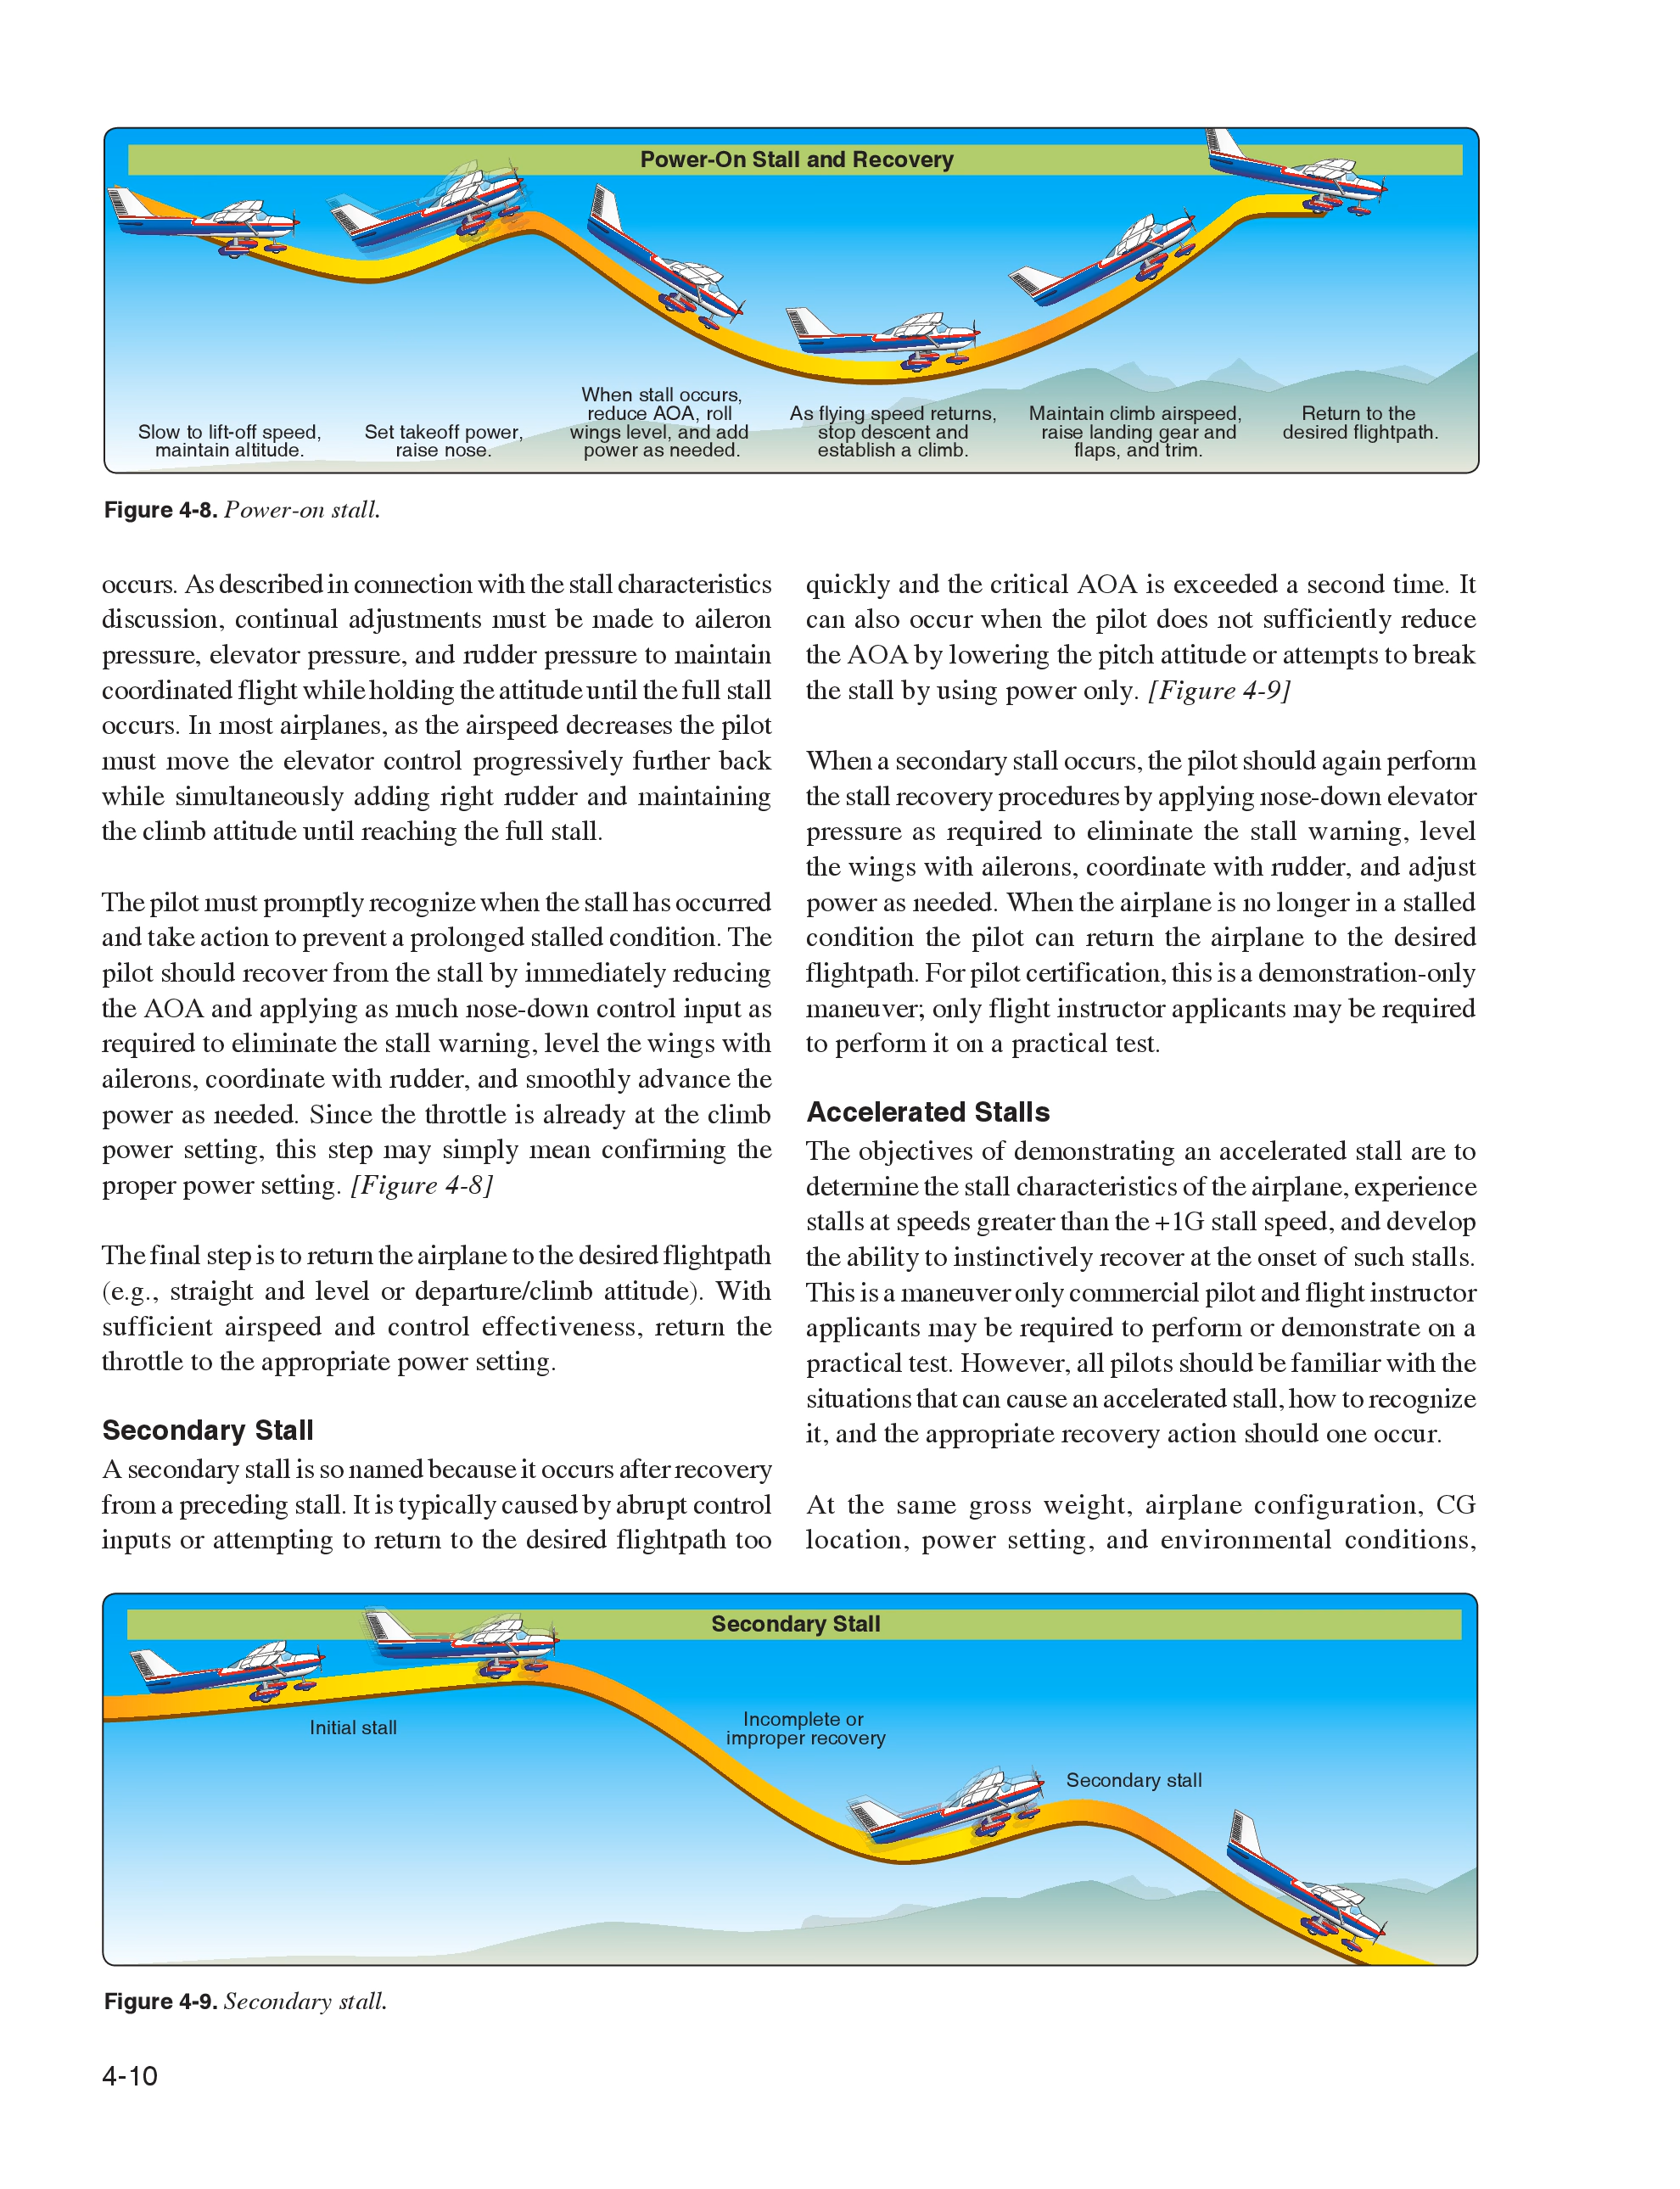 Power-On Stall and Recovery
Slow to lift-off speed,
maintain altitude.
Set takeoff power,
raise nose.
When stall occurs,
reduce AOA, roll
wings level, and add
power as needed.
As flying speed returns,
stop descent and
establish a climb.
Maintain climb airspeed,
raise landing gear and
flaps, and trim.
Return to the
desired flightpath.
Figure 4-8. Power-on stall.
occurs. As described in connection with the stall characteristics
discussion, continual adjustments must be made to aileron
pressure, elevator pressure, and rudder pressure to maintain
coordinated flight while holding the attitude until the full stall
occurs. In most airplanes, as the airspeed decreases the pilot
must move the elevator control progressively further back
while simultaneously adding right rudder and maintaining
the climb attitude until reaching the full stall.
The pilot must promptly recognize when the stall has occurred
and take action to prevent a prolonged stalled condition. The
pilot should recover from the stall by immediately reducing
the AOA and applying as much nose-down control input as
required to eliminate the stall warning, level the wings with
ailerons, coordinate with rudder, and smoothly advance the
power as needed. Since the throttle is already at the climb
power setting, this step may simply mean confirming the
proper power setting. [Figure 4-8]
The final step is to return the airplane to the desired flightpath
(e.g., straight and level or departure/climb attitude). With
sufficient airspeed and control effectiveness, return the
throttle to the appropriate power setting.
Secondary Stall
A secondary stall is so named because it occurs after recovery
from a preceding stall. It is typically caused by abrupt control
inputs or attempting to return to the desired flightpath too
quickly and the critical AOA is exceeded a second time. It
can also occur when the pilot does not sufficiently reduce
the AOA by lowering the pitch attitude or attempts to break
the stall by using power only. [Figure 4-9]
When a secondary stall occurs, the pilot should again perform
the stall recovery procedures by applying nose-down elevator
pressure as required to eliminate the stall warning, level
the wings with ailerons, coordinate with rudder, and adjust
power as needed. When the airplane is no longer in a stalled
condition the pilot can return the airplane to the desired
flightpath. For pilot certification, this is a demonstration-only
maneuver; only flight instructor applicants may be required
to perform it on a practical test.
Accelerated Stalls
The objectives of demonstrating an accelerated stall are to
determine the stall characteristics of the airplane, experience
stalls at speeds greater than the +1G stall speed, and develop
the ability to instinctively recover at the onset of such stalls.
This is a maneuver only commercial pilot and flight instructor
applicants may be required to perform or demonstrate on a
practical test. However, all pilots should be familiar with the
situations that can cause an accelerated stall, how to recognize
it, and the appropriate recovery action should one occur.
At the same gross weight, airplane configuration, CG
location, power setting, and environmental conditions,
Secondary Stall
Initial stall
Incomplete or
improper recovery
Secondary stall
Figure 4-9. Secondary stall.
4-10